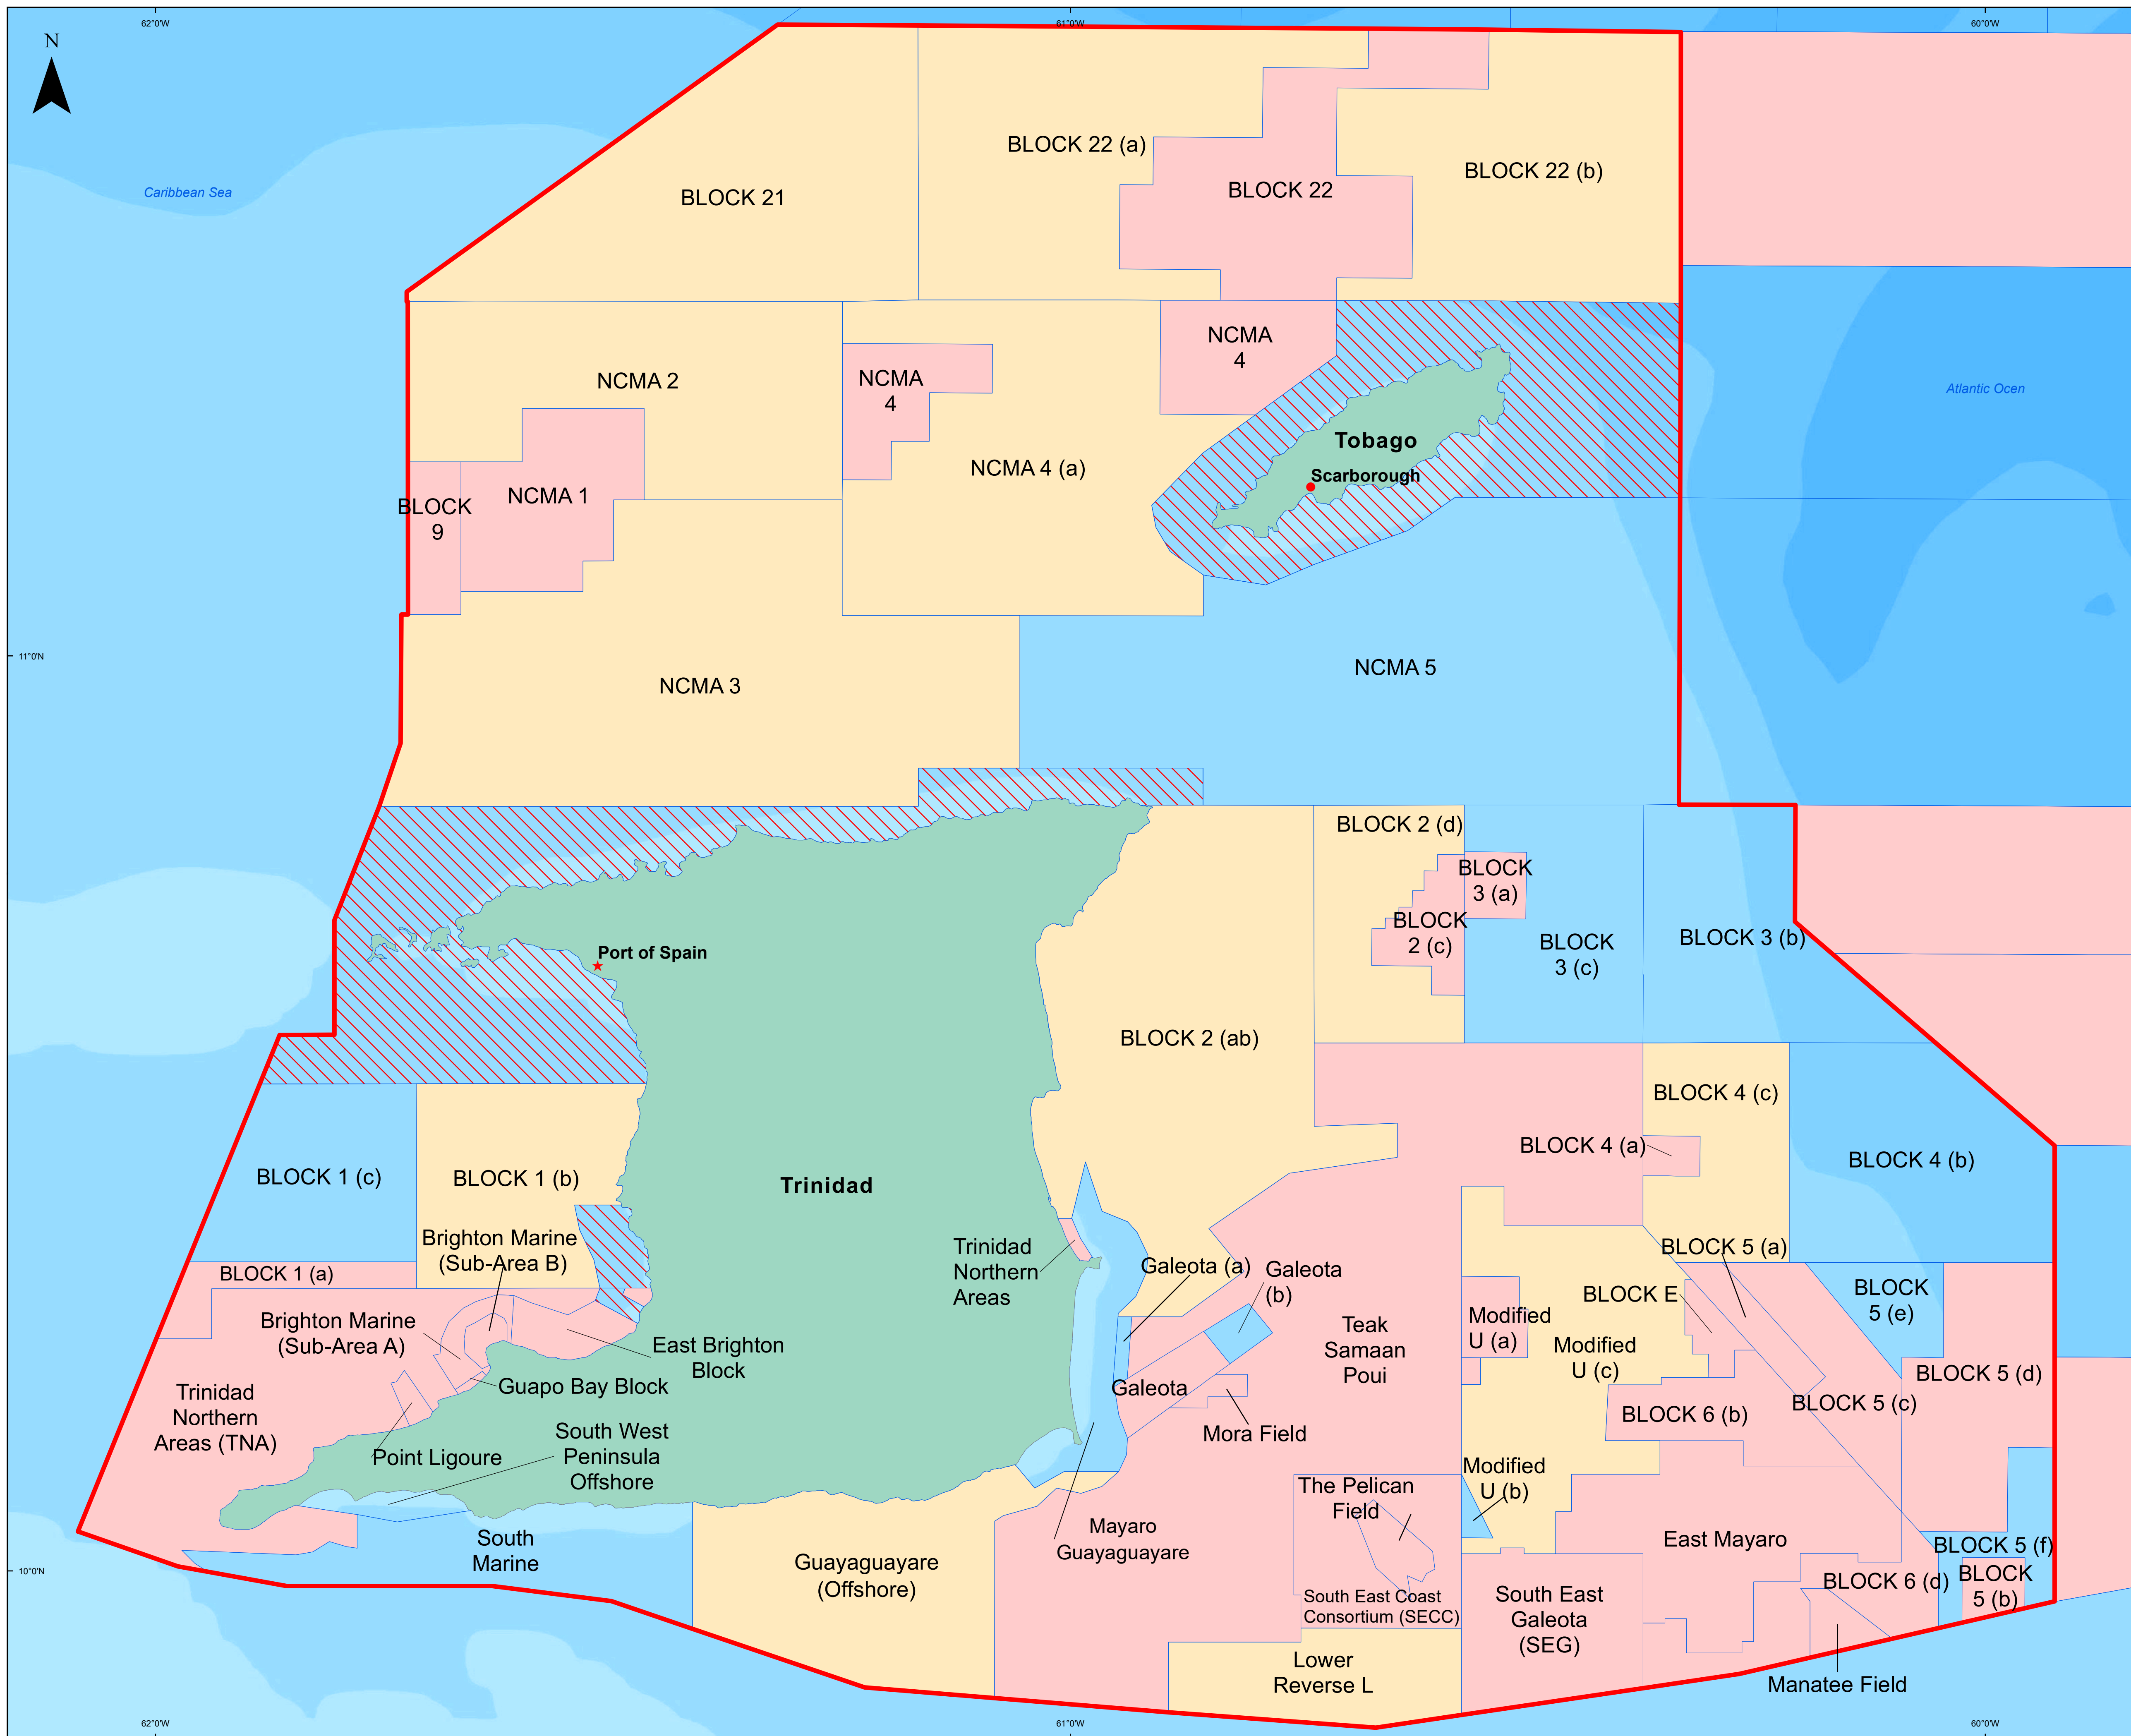 62°0'W
61°0'W
60°0'W
N
BLOCK 22 (a)
BLOCK 22 (b)
Caribbean Sea
BLOCK 21
BLOCK 22
NCMA
4
NCMA 2
NCMA
4
Atlantic Ocen
Tobago
NCMA 4 (a)
Scarborough
NCMA 1
BLOCK
9
11°0'N
NCMA 5
NCMA 3
BLOCK 2 (d)
BLOCK
3 (a)
BLOCK
2 (c)
BLOCK
3 (c)
BLOCK 3 (b)
Port of Spain
BLOCK 2 (ab)
BLOCK 4 (c)
BLOCK 4 (a)
BLOCK 4 (b)
BLOCK 1 (c)
BLOCK 1 (b)
Trinidad
Brighton Marine
(Sub-Area B)
Trinidad
Northern
Areas
Galeota (a)
Galeota
(b)
BLOCK 5 (a)
BLOCK 1 (a)
BLOCK E
BLOCK
5 (e)
Brighton Marine
(Sub-Area A)
East Brighton
Block
Teak
Samaan
Poui
Modified
U (a)
Modified
U (c)
BLOCK 5 (d)
Guapo Bay Block
Galeota
BLOCK 5 (c)
Trinidad
Northern
Areas (TNA)
BLOCK 6 (b)
Mora Field
Point Ligoure
South West
Peninsula
Offshore
Modified
U (b)
The Pelican
Field
South
Marine
Mayaro
Guayaguayare
East Mayaro
BLOCK 5 (f)
10°0'N
Guayaguayare
(Offshore)
BLOCK 6 (d)
BLOCK
5 (b)
South East Coast
Consortium (SECC)
South East
Galeota
(SEG)
Lower
Reverse L
Manatee Field
62°0'W
61°0'W
60°0'W